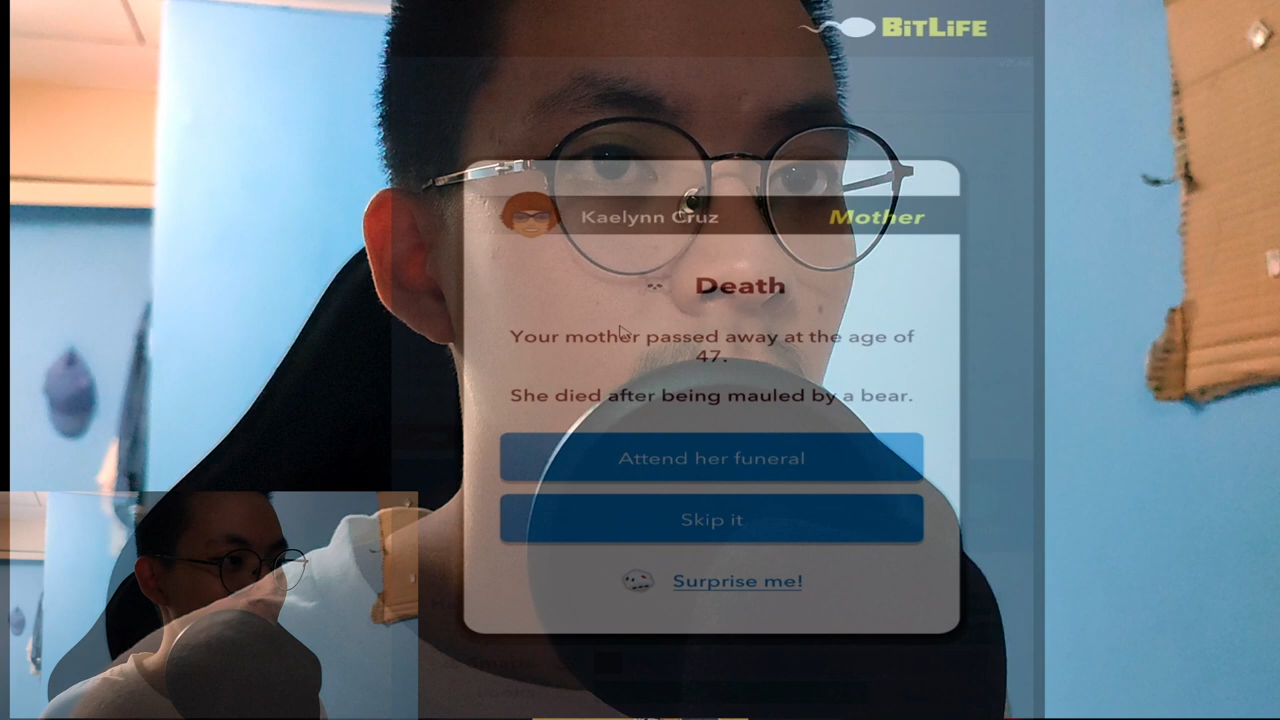 BITLIFE
Kaelynn Cruz
Mother
Death
Your mother passed away at the age of
47.
She died after being mauled by a bear.
Attend her funeral
Skip it
Surprise me!